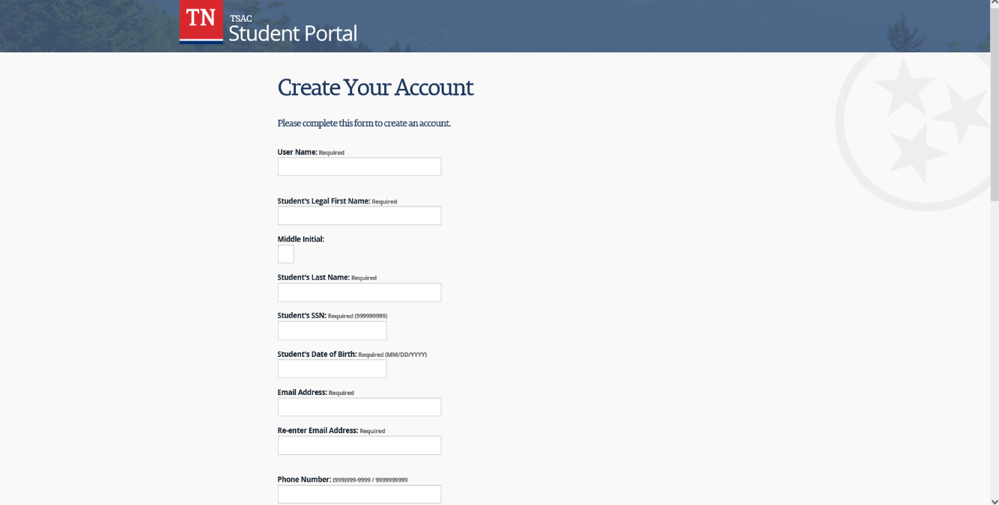 TN
TSAC
Student Portal
Create Your Account
Please complete this form to create an account.
User Name: Required
Student's Legal First Name: Required
Middle Initial:
Student's Last Name: Required
Student's SSN: Required (999999999)
Student's Date of Birth: Required (MM/DD/YYYY)
Email Address: Required
Re-enter Email Address: Required
Phone Number: (999)999-9999 / 9999999999